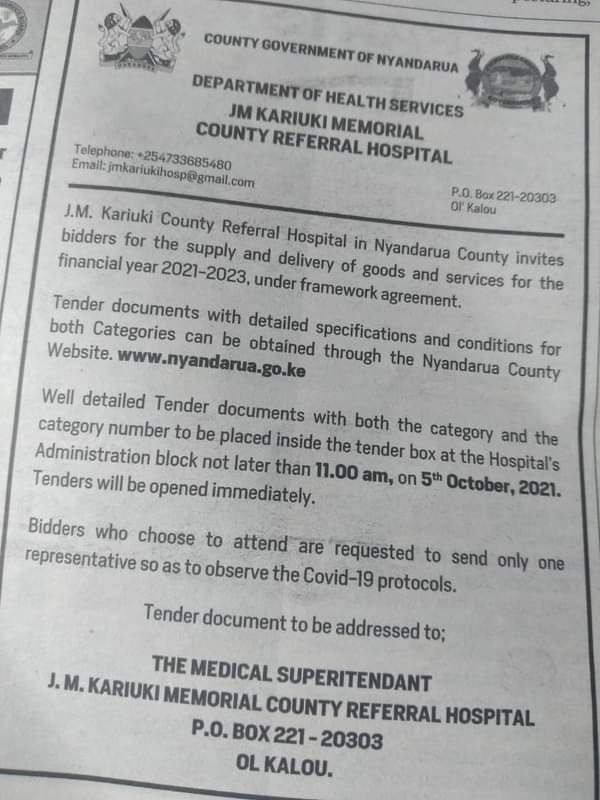 COUNTY GOVERNMENT OF NYANDARUA
DEPARTMENT OF HEALTH SERVICES
JM KARIUKI MEMORIAL
COUNTY REFERRAL HOSPITAL
Telephone: +254733685480
Email: jmkariukihosp@gmail.com
P.O. Box 221-20303
Ol' Kalou
J.M. Kariuki County Referral Hospital in Nyandarua County invites
bidders for the supply and delivery of goods and services for the
financial year 2021-2023, under framework agreement.
Tender documents with detailed specifications and conditions for
both Categories can be obtained through the Nyandarua County
Website. www.nyandarua.go.ke
Well detailed Tender documents with both the category and the
category number to be placed inside the tender box at the Hospital's
Administration block not later than 11.00 am, on 5th October, 2021.
Tenders will be opened immediately.
Bidders who choose to attend are requested to send only one
representative so as to observe the Covid-19 protocols.
Tender document to be addressed to;
THE MEDICAL SUPERITENDANT
J. M. KARIUKI MEMORIAL COUNTY REFERRAL HOSPITAL
P.O. BOX 221 - 20303
OL KALOU.